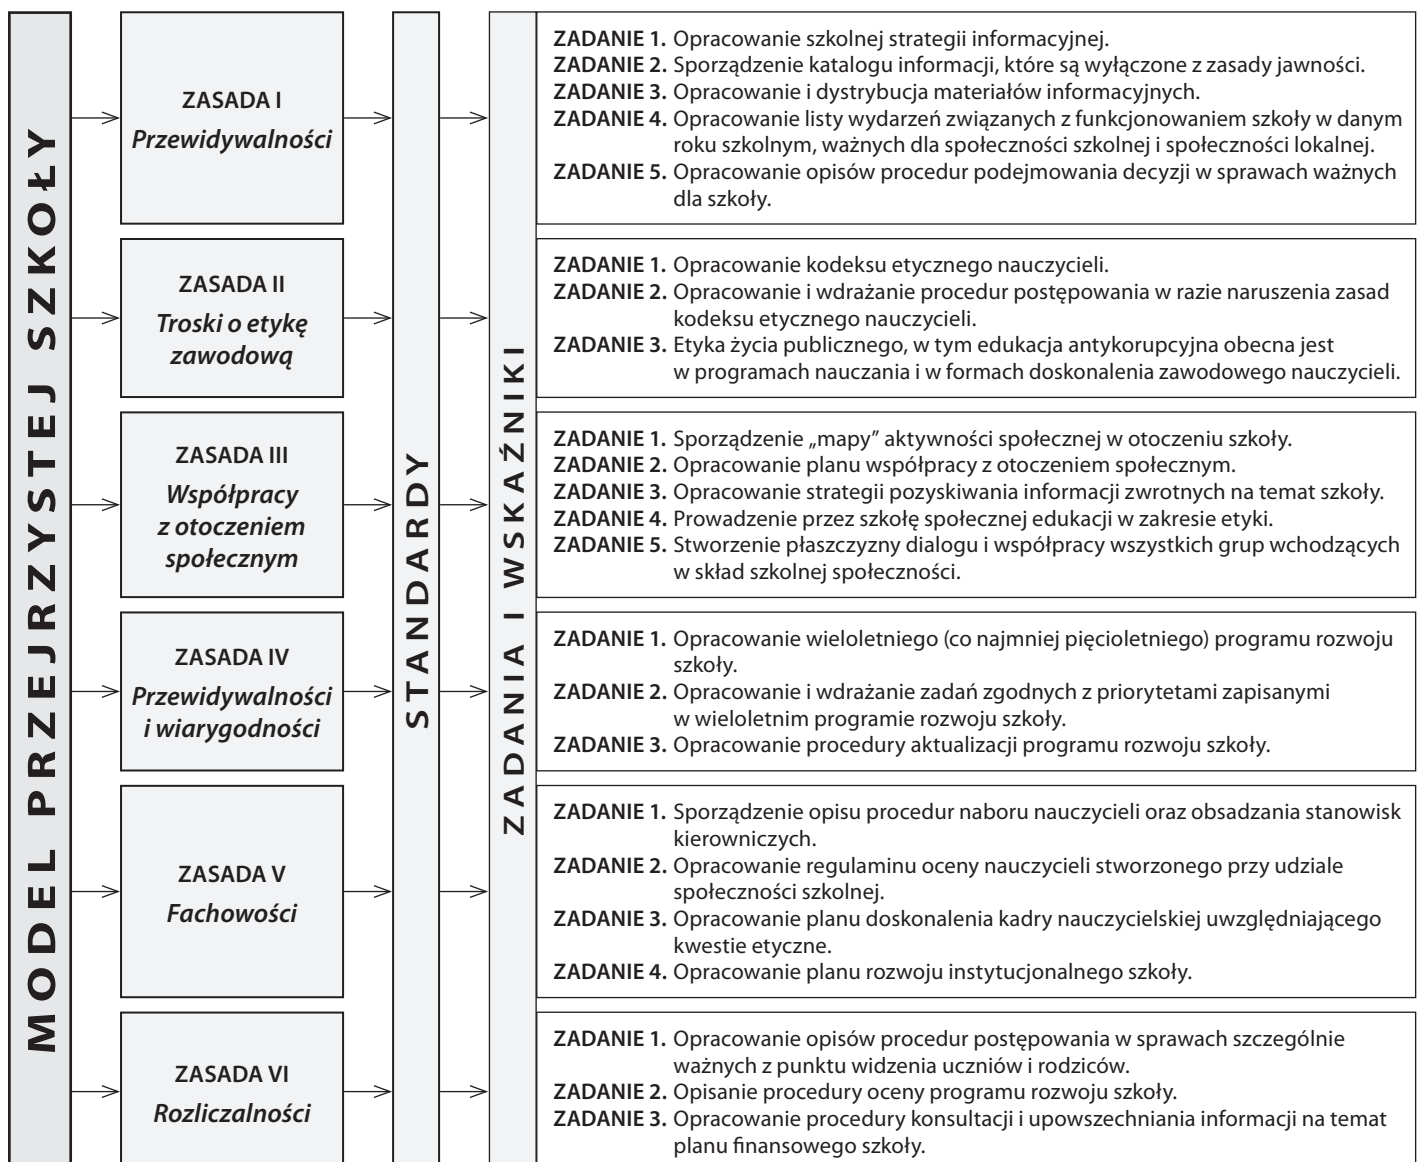 MODEL PRZEJRZYSTEJ SZKOŁY
ZASADA I
Przewidywalności
ZASADA II
Troski o etykę
zawodową
ZASADA III
Współpracy
z otoczeniem
społecznym
ZASADA IV
Przewidywalności
i wiarygodności
ZASADA V
Fachowości
ZASADA VI
Rozliczalności
STANDARDY
ZADANIA I WSKAŹNIKI
ZADANIE 1. Opracowanie szkolnej strategii informacyjnej.
ZADANIE 2. Sporządzenie katalogu informacji, które są wyłączone z zasady jawności.
ZADANIE 3. Opracowanie i dystrybucja materiałów informacyjnych.
ZADANIE 4. Opracowanie listy wydarzeń związanych z funkcjonowaniem szkoły w danym
roku szkolnym, ważnych dla społeczności szkolnej i społeczności lokalnej.
ZADANIE 5. Opracowanie opisów procedur podejmowania decyzji w sprawach ważnych
dla szkoły.
ZADANIE 1. Opracowanie kodeksu etycznego nauczycieli.
ZADANIE 2. Opracowanie i wdrażanie procedur postępowania w razie naruszenia zasad
kodeksu etycznego nauczycieli.
ZADANIE 3. Etyka życia publicznego, w tym edukacja antykorupcyjna obecna jest
w programach nauczania i w formach doskonalenia zawodowego nauczycieli.
ZADANIE 1. Sporządzenie „mapy” aktywności społecznej w otoczeniu szkoły.
ZADANIE 2. Opracowanie planu współpracy z otoczeniem społecznym.
ZADANIE 3. Opracowanie strategii pozyskiwania informacji zwrotnych na temat szkoły.
ZADANIE 4. Prowadzenie przez szkołę społecznej edukacji w zakresie etyki.
ZADANIE 5. Stworzenie płaszczyzny dialogu i współpracy wszystkich grup wchodzących
w skład szkolnej społeczności.
ZADANIE 1. Opracowanie wieloletniego (co najmniej pięcioletniego) programu rozwoju
szkoły.
ZADANIE 2. Opracowanie i wdrażanie zadań zgodnych z priorytetami zapisanymi
w wieloletnim programie rozwoju szkoły.
ZADANIE 3. Opracowanie procedury aktualizacji programu rozwoju szkoły.
ZADANIE 1. Sporządzenie opisu procedur naboru nauczycieli oraz obsadzania stanowisk
kierowniczych.
ZADANIE 2. Opracowanie regulaminu oceny nauczycieli stworzonego przy udziale
społeczności szkolnej.
ZADANIE 3. Opracowanie planu doskonalenia kadry nauczycielskiej uwzględniającego
kwestie etyczne.
ZADANIE 4. Opracowanie planu rozwoju instytucjonalnego szkoły.
ZADANIE 1. Opracowanie opisów procedur postępowania w sprawach szczególnie
ważnych z punktu widzenia uczniów i rodziców.
ZADANIE 2. Opisanie procedury oceny programu rozwoju szkoły.
ZADANIE 3. Opracowanie procedury konsultacji i upowszechniania informacji na temat
planu finansowego szkoły.